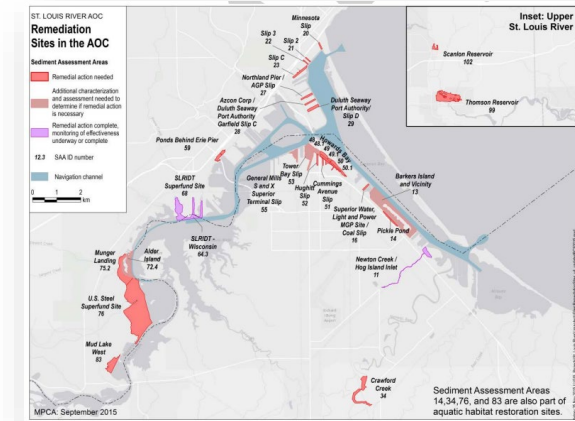 ST. LOUIS RIVER AOC
Remediation
Sites in the AOC
Sediment Assessment Areas
Remedial action needed
Additional characterization
and assessment needed to
determine if remedial action
is necessary
Remedial action complete,
monitoring of effectiveness
underway or complete
12.3 SAA ID number
Navigation channel
0 1 2
km
Minnesota
Slip
20
Slip 3
22
Slip 2
21
Slip C
23
Northland Pier /
AGP Slip
27
Azcon Corp /
Duluth Seaway
Port Authority
Garfield Slip C
28
Duluth Seaway
Port Authority/
Slip D
29
Ponds Behind Erie Pier
59
SLRIDT
Superfund Site
68
SLRIDT -
Wisconsin
64.3
General Mills
S and X
Superior
Terminal Slip
55
Tower
Bay Slip
53
Hughitt
Slip
52
Cummings
Avenue
Slip
51
Howards Bay
49
49.1
50
50.1
Superior Water,
Light and Power
MGP Site /
Coal Slip
16
Barkers Island
and Vicinity
13
Pickle Pond
14
Newton Creek /
Hog Island Inlet
11
Munger
Landing
75.2
Alder
Island
72.4
U.S. Steel
Superfund Site
76
Mud Lake
West
83
Crawford
Creek
34
Inset: Upper
St. Louis River
Scanlon Reservoir
102
Thomson Reservoir
99
Sediment Assessment Areas
14,34,76, and 83 are also part of
aquatic habitat restoration sites.
MPCA: September 2015